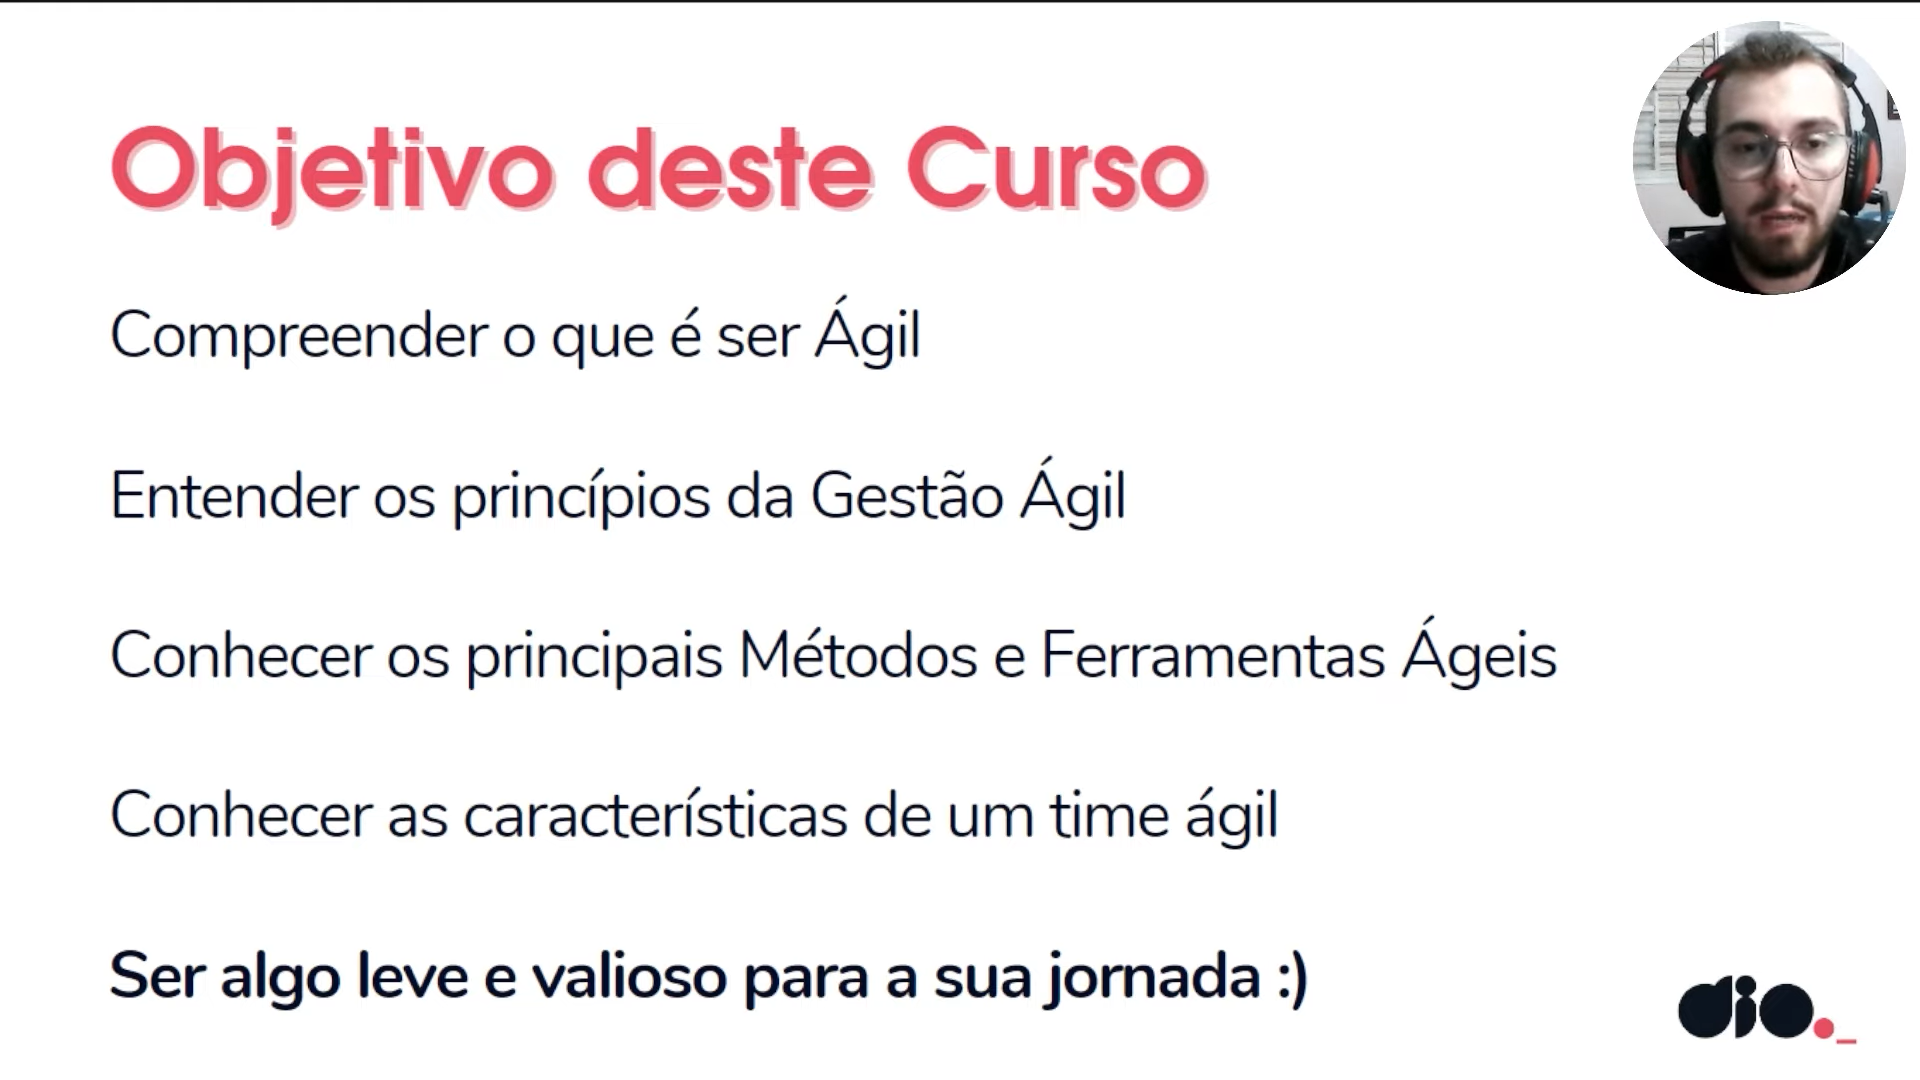 Objetivo deste Curso
Compreender o que é ser Ágil
Entender os princípios da Gestão Ágil
Conhecer os principais Métodos e Ferramentas Ágeis
Conhecer as características de um time ágil
Ser algo leve e valioso para a sua jornada :)
dio._